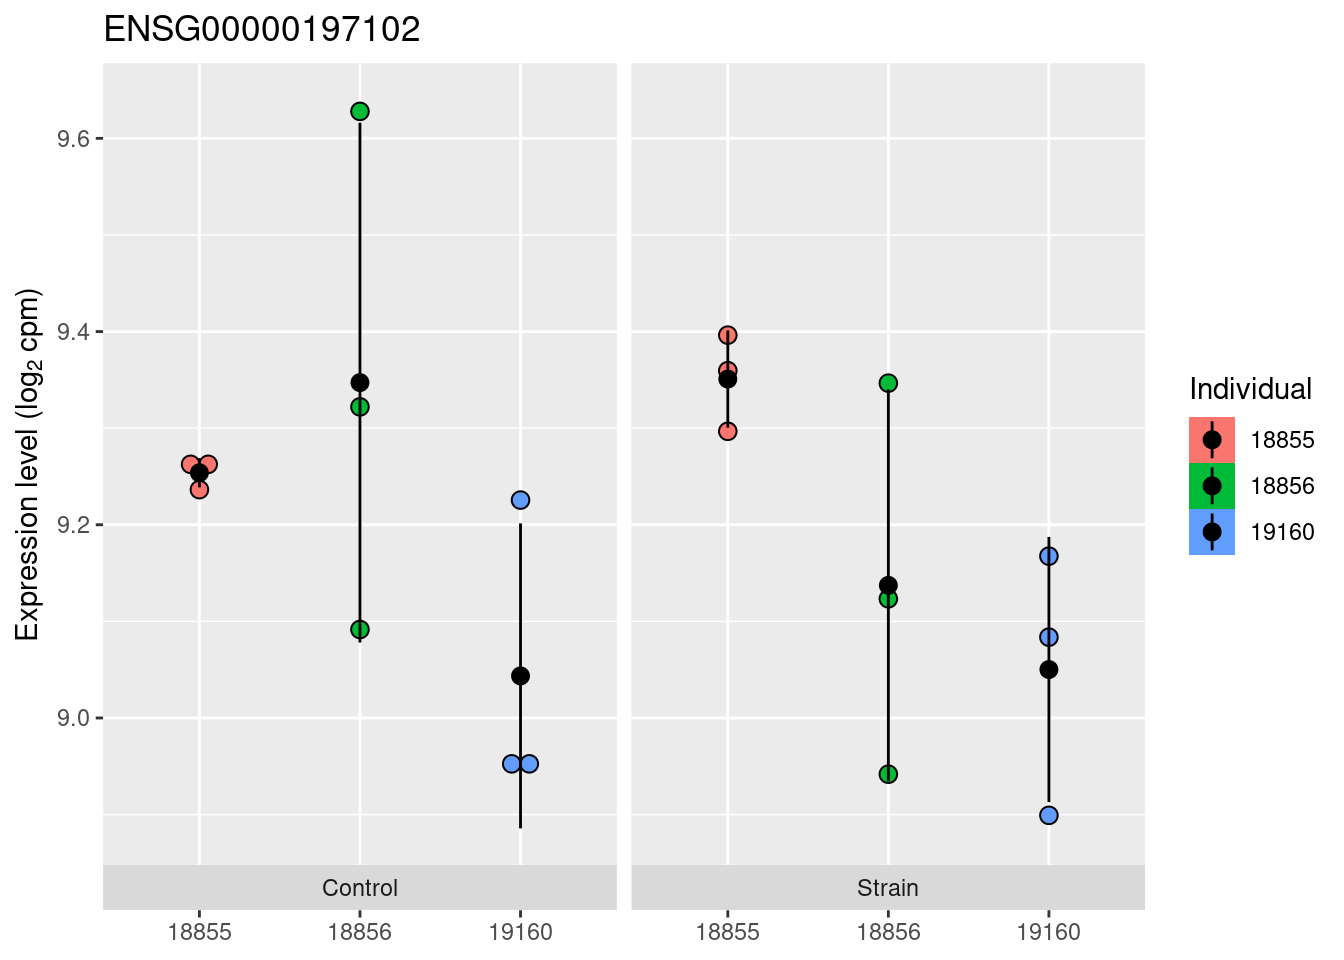 ENSG00000197102
Expression level (log₂ cpm)
9.6
9.4
9.2
9.0
Control
Strain
18855
18856
19160
18855
18856
19160
Individual
18855
18856
19160